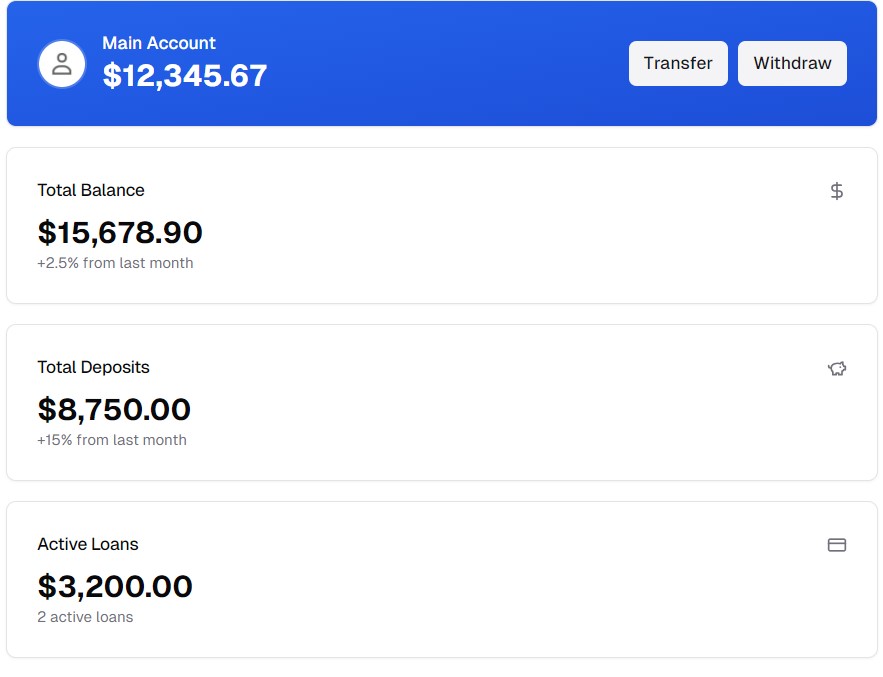 Main Account
$12,345.67
Transfer
Withdraw
Total Balance
$15,678.90
+2.5% from last month
Total Deposits
$8,750.00
+15% from last month
Active Loans
$3,200.00
2 active loans